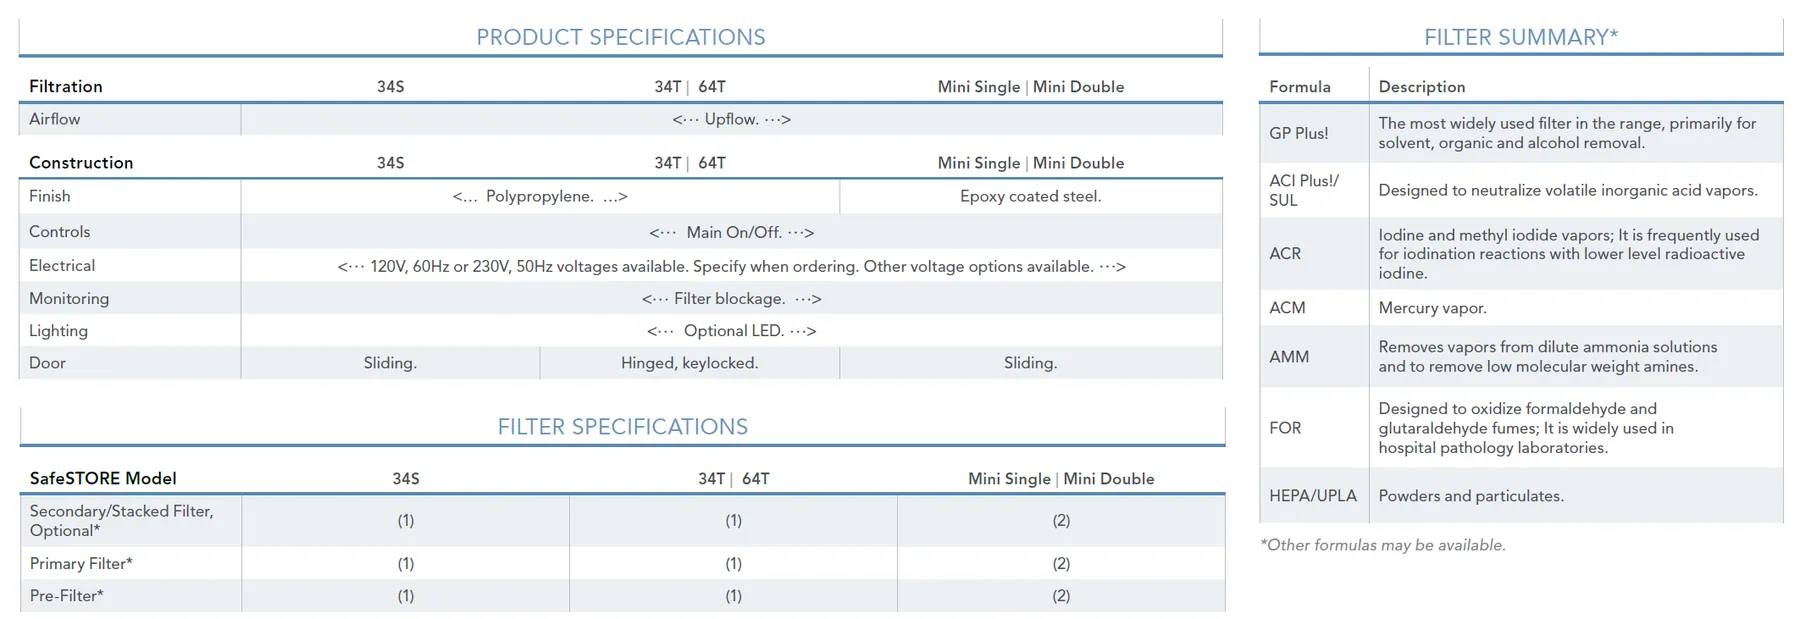 PRODUCT SPECIFICATIONS
Filtration 34S 34T | 64T Mini Single | Mini Double
Airflow <··· Upflow. ···>
Construction 34S 34T | 64T Mini Single | Mini Double
Finish <... Polypropylene. ...> Epoxy coated steel.
Controls <··· Main On/Off. ···>
Electrical <··· 120V, 60Hz or 230V, 50Hz voltages available. Specify when ordering. Other voltage options available. ···>
Monitoring <··· Filter blockage. ···>
Lighting <··· Optional LED. ···>
Door Sliding. Hinged, keylocked. Sliding.
FILTER SPECIFICATIONS
SafeSTORE Model 34S 34T | 64T Mini Single | Mini Double
Secondary/Stacked Filter,
Optional* (1) (1) (2)
Primary Filter* (1) (1) (2)
Pre-Filter* (1) (1) (2)
FILTER SUMMARY*
Formula Description
GP Plus! The most widely used filter in the range, primarily for
solvent, organic and alcohol removal.
ACI Plus!/
SUL Designed to neutralize volatile inorganic acid vapors.
ACR Iodine and methyl iodide vapors; It is frequently used
for iodination reactions with lower level radioactive
iodine.
ACM Mercury vapor.
AMM Removes vapors from dilute ammonia solutions
and to remove low molecular weight amines.
FOR Designed to oxidize formaldehyde and
glutaraldehyde fumes; It is widely used in
hospital pathology laboratories.
HEPA/UPLA Powders and particulates.
*Other formulas may be available.